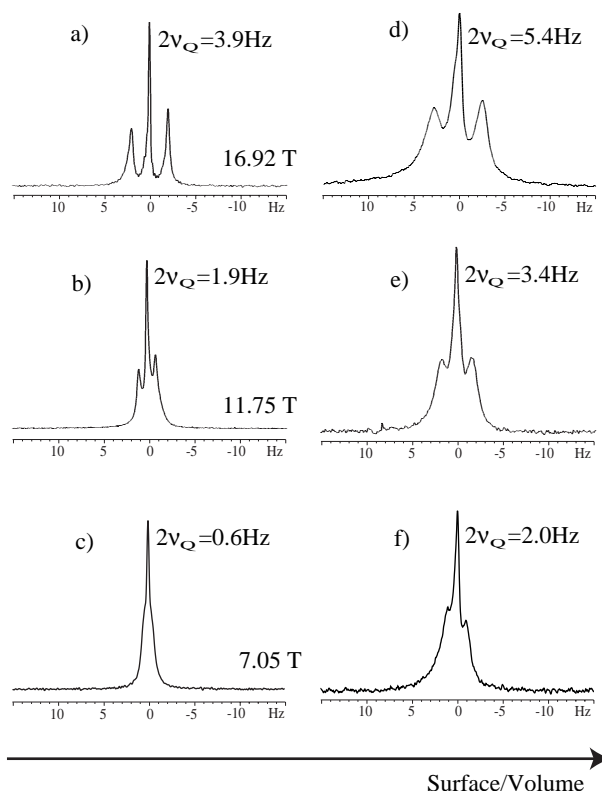 a) 2νQ=3.9Hz
16.92 T
10 5 0 -5 -10 Hz
d) 2νQ=5.4Hz
10 5 0 -5 -10 Hz
b) 2νQ=1.9Hz
11.75 T
10 5 0 -5 -10 Hz
e) 2νQ=3.4Hz
10 5 0 -5 -10 Hz
c) 2νQ=0.6Hz
7.05 T
10 5 0 -5 -10 Hz
f) 2νQ=2.0Hz
10 5 0 -5 -10 Hz
Surface/Volume